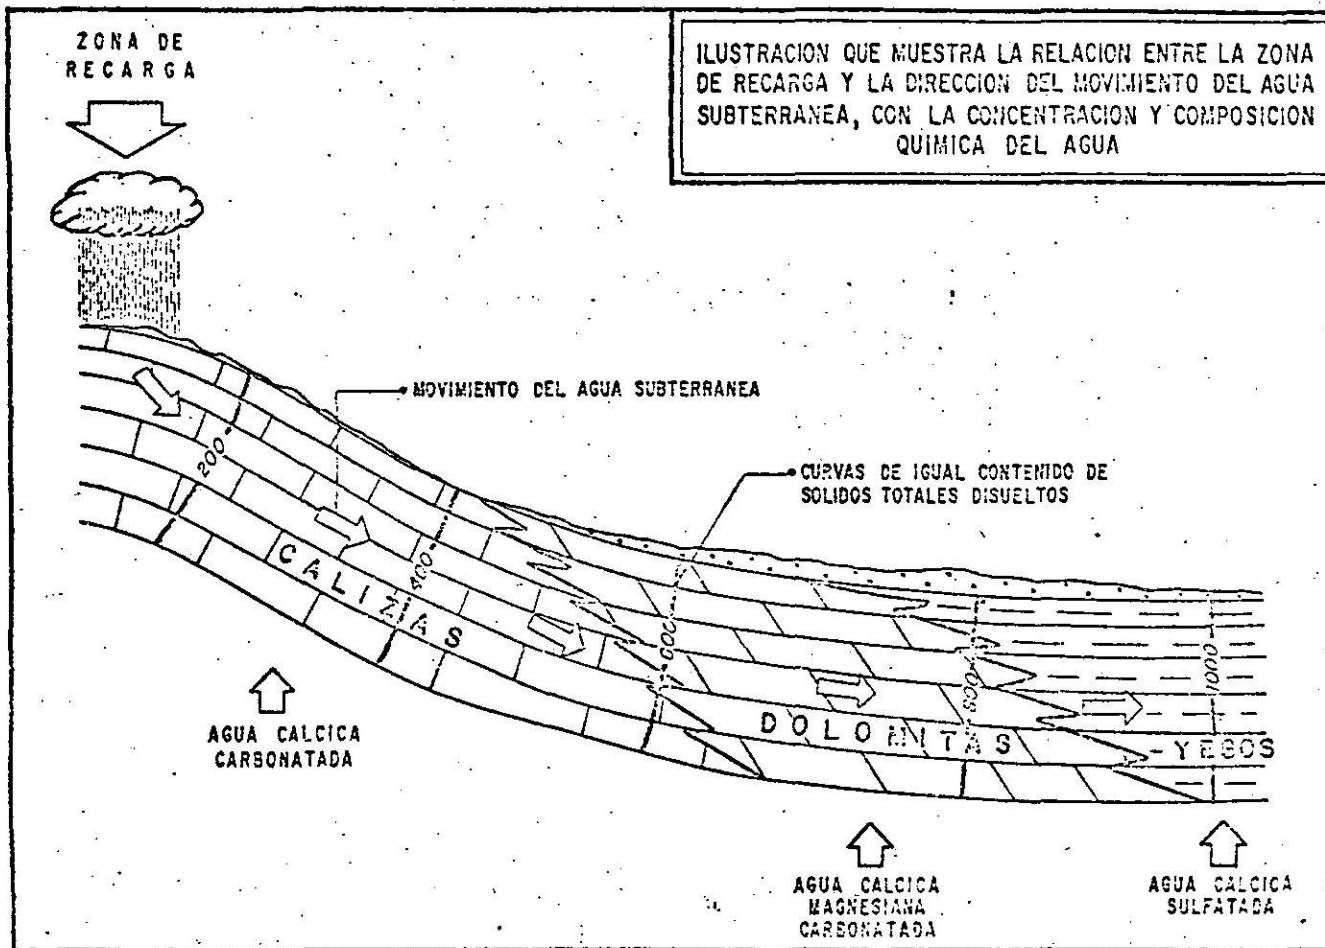 ZONA DE
RECARGA
ILUSTRACION QUE MUESTRA LA RELACION ENTRE LA ZONA
DE RECARGA Y LA DIRECCION DEL MOVIMIENTO DEL AGUA
SUBTERRANEA, CON LA CONCENTRACION Y COMPOSICION
QUIMICA DEL AGUA
MOVIMIENTO DEL AGUA SUBTERRANEA
CURVAS DE IGUAL CONTENIDO DE
SOLIDOS TOTALES DISUELTOS
200
400
600
800
1000
CALIZAS
DOLOMITAS
YESOS
AGUA CALCICA
CARBONATADA
AGUA CALCICA
MAGNESIANA
CARBONATADA
AGUA CALCICA
SULFATADA